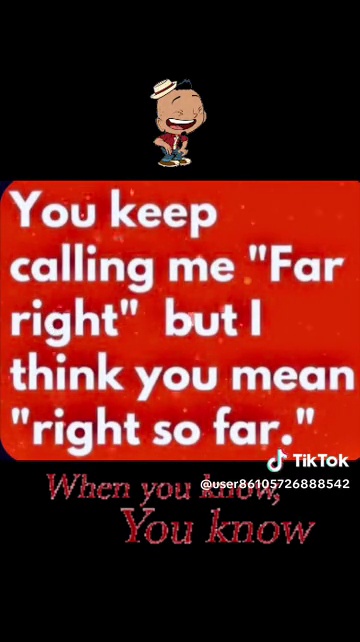 You keep
calling me "Far
right" but I
think you mean
"right so far."
TikTok
@user86105726888542
When you know,
You know